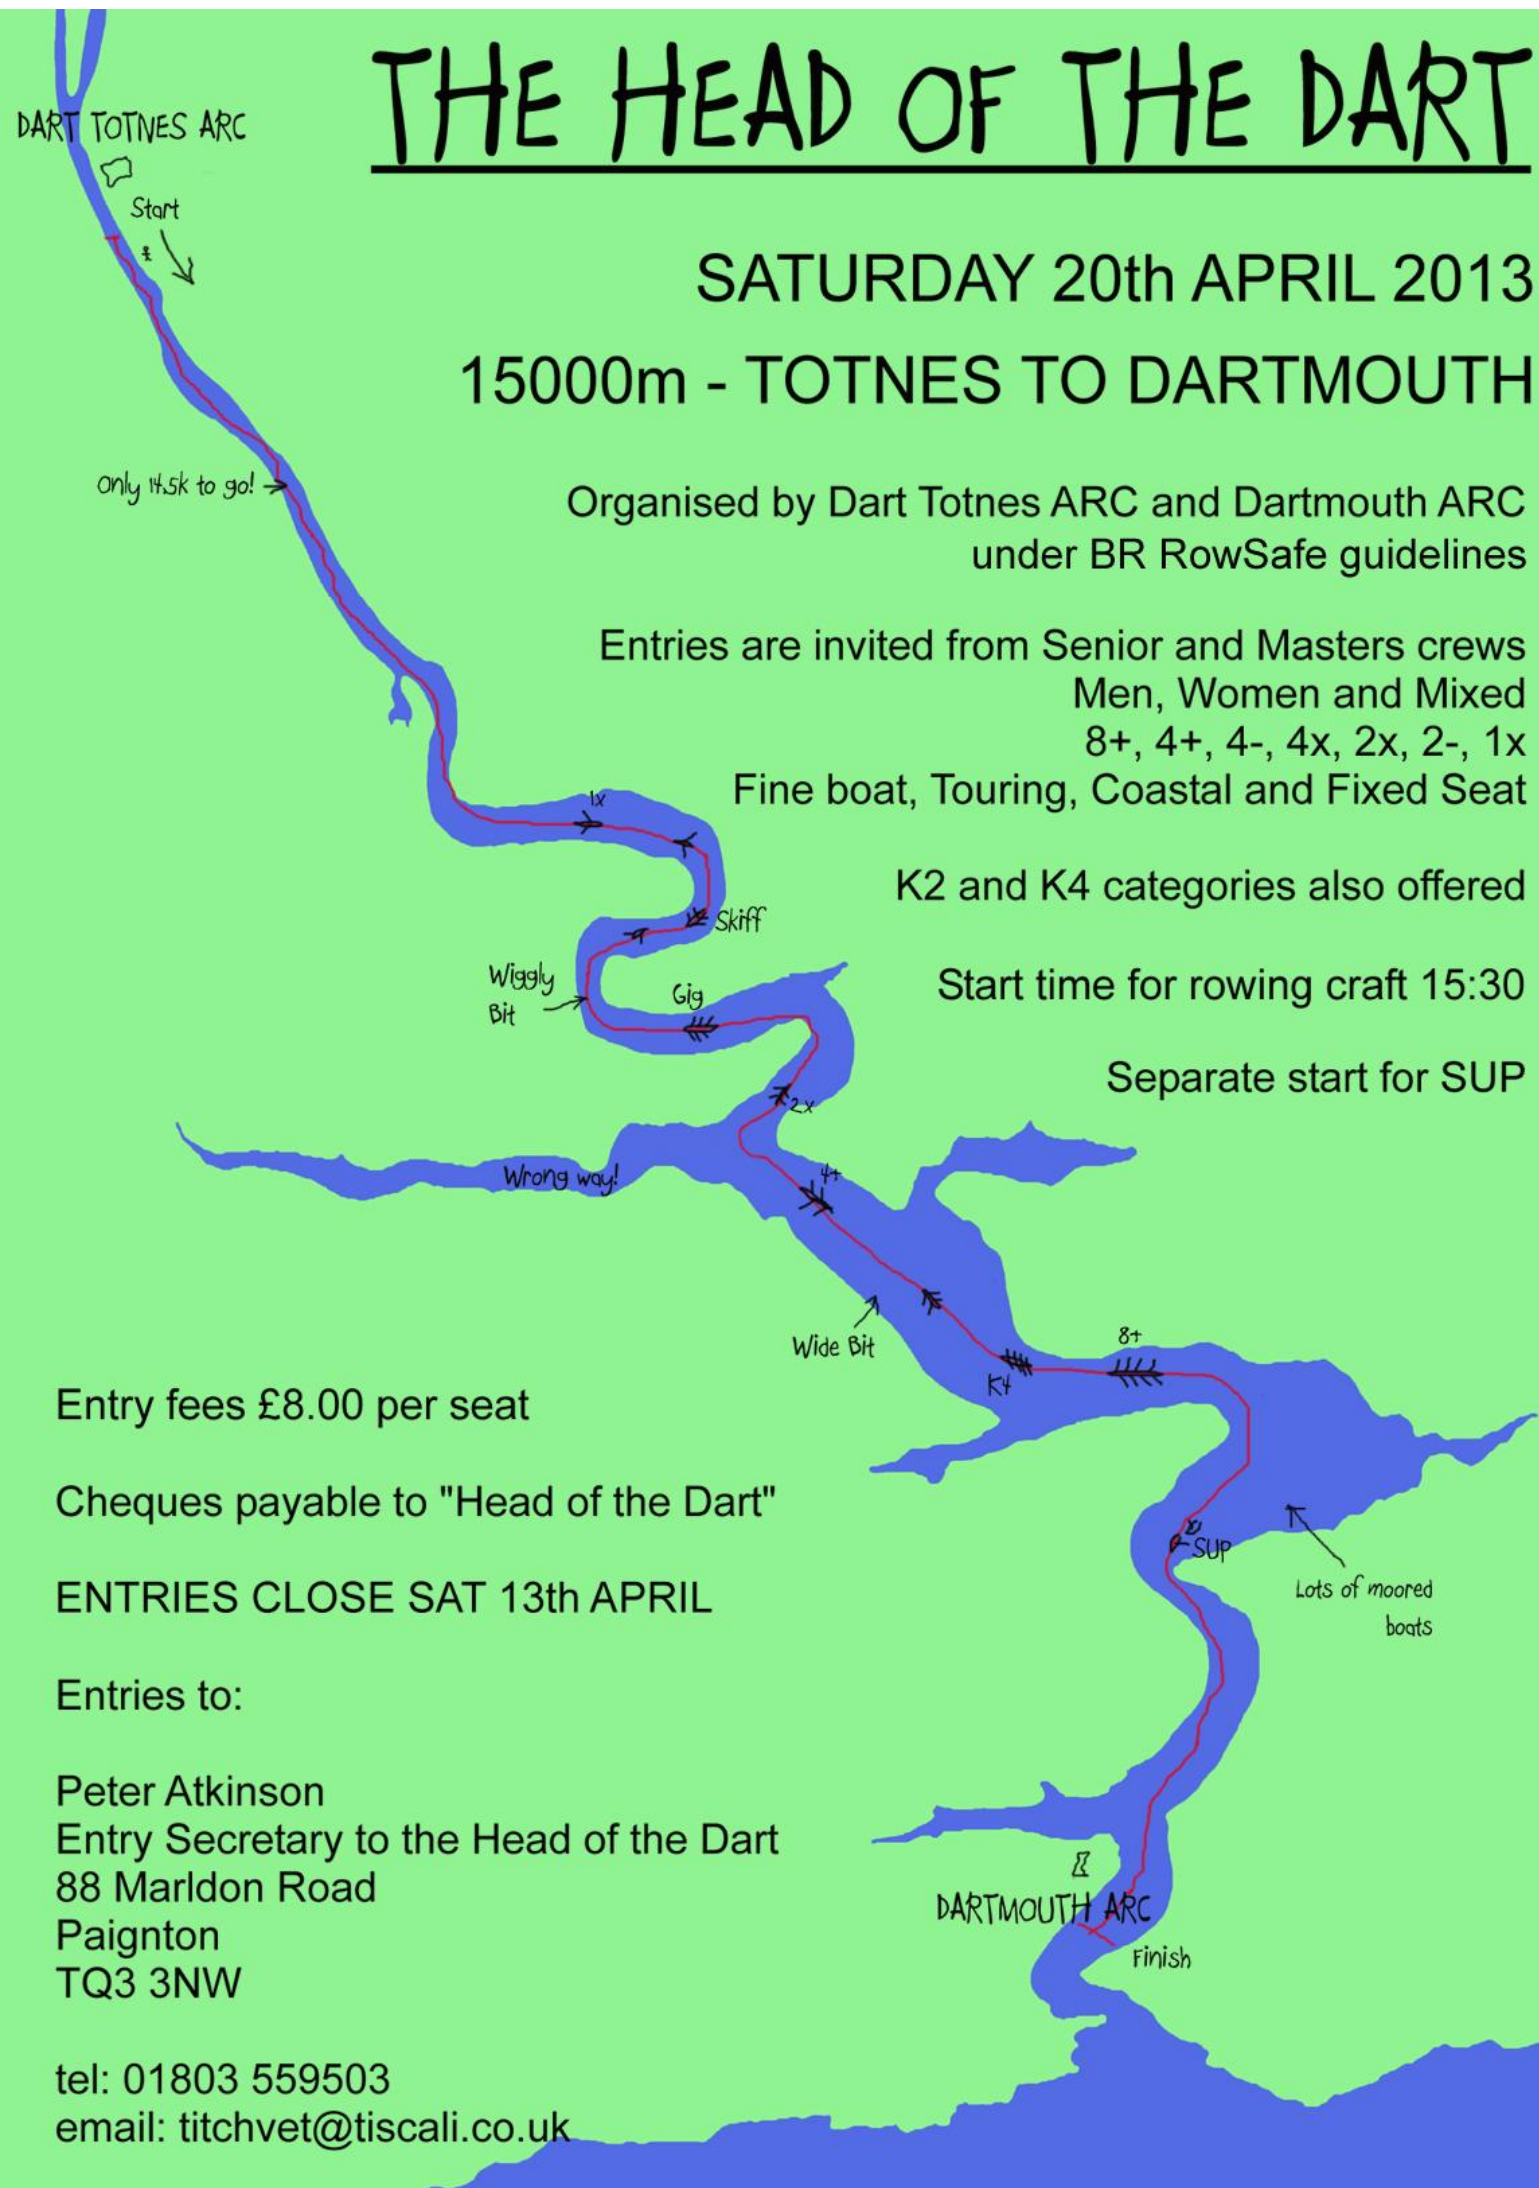 THE HEAD OF THE DART
DART TOTNES ARC
Start
SATURDAY 20th APRIL 2013
15000m - TOTNES TO DARTMOUTH
Only 14.5k to go!
Organised by Dart Totnes ARC and Dartmouth ARC
under BR RowSafe guidelines
Entries are invited from Senior and Masters crews
Men, Women and Mixed
8+, 4+, 4-, 4x, 2x, 2-, 1x
Fine boat, Touring, Coastal and Fixed Seat
1x
K2 and K4 categories also offered
Skiff
Wiggly
Bit
Gig
Start time for rowing craft 15:30
Separate start for SUP
2x
Wrong way!
4+
Wide Bit
8+
K4
SUP
Lots of moored
boats
Entry fees £8.00 per seat
Cheques payable to "Head of the Dart"
ENTRIES CLOSE SAT 13th APRIL
Entries to:
Peter Atkinson
Entry Secretary to the Head of the Dart
88 Marldon Road
Paignton
TQ3 3NW
DARTMOUTH ARC
Finish
tel: 01803 559503
email: titchvet@tiscali.co.uk